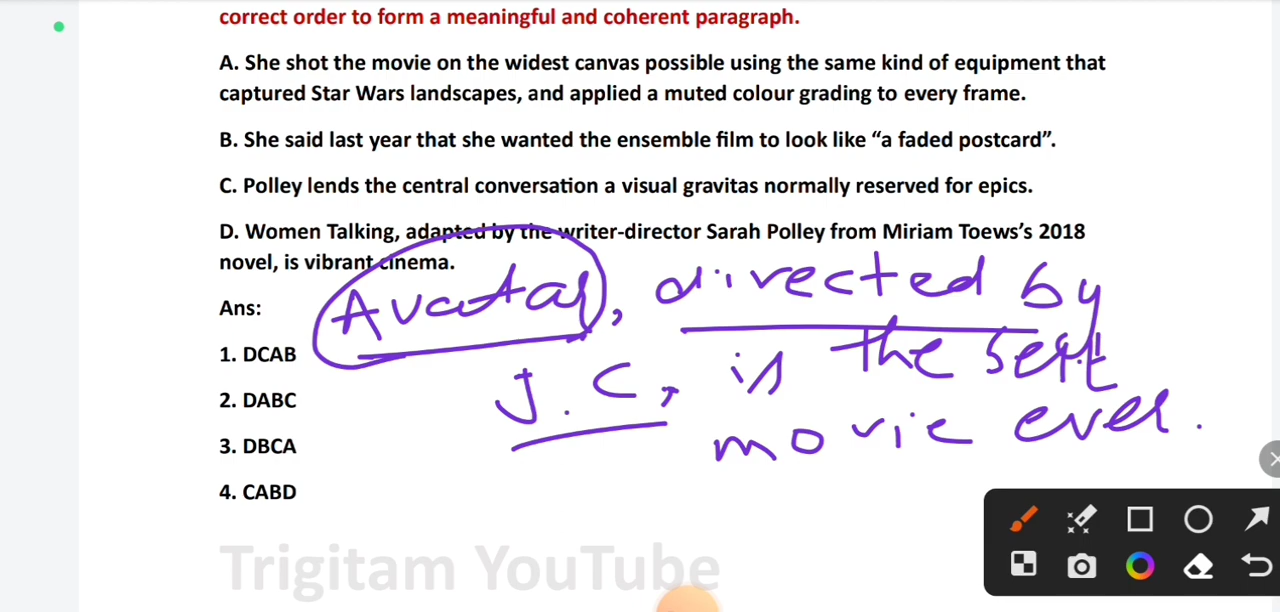 correct order to form a meaningful and coherent paragraph.
A. She shot the movie on the widest canvas possible using the same kind of equipment that
captured Star Wars landscapes, and applied a muted colour grading to every frame.
B. She said last year that she wanted the ensemble film to look like “a faded postcard”.
C. Polley lends the central conversation a visual gravitas normally reserved for epics.
D. Women Talking, adapted by the writer-director Sarah Polley from Miriam Toews’s 2018
novel, is vibrant cinema.
Avatar, directed by
Ans:
1. DCAB
J.C, is the best
2. DABC
movie ever.
3. DBCA
4. CABD
Trigitam YouTube